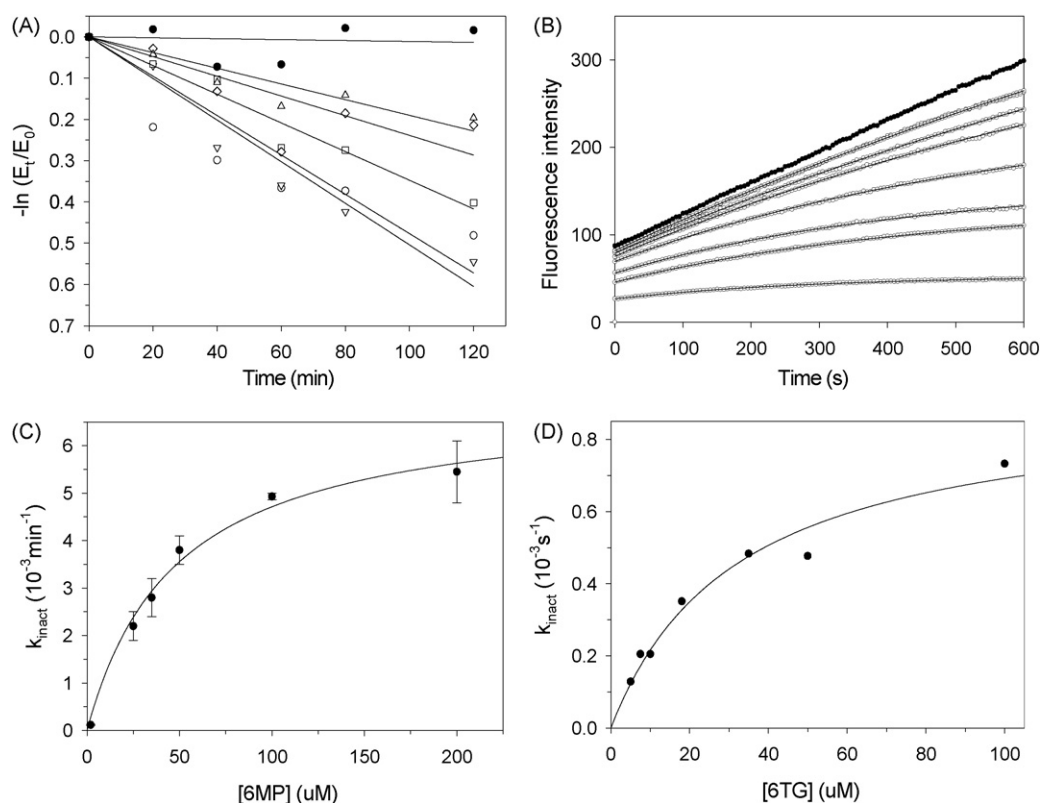 (A)
-ln (Et/E0)
0.0
0.1
0.2
0.3
0.4
0.5
0.6
0.7
0 20 40 60 80 100 120
Time (min)
(B)
Fluorescence intensity
400
300
200
100
0
0 100 200 300 400 500 600
Time (s)
(C)
kinact (10-3min-1)
6
5
4
3
2
1
0
0 50 100 150 200
[6MP] (uM)
(D)
kinact (10-3s-1)
0.8
0.6
0.4
0.2
0.0
0 20 40 60 80 100
[6TG] (uM)